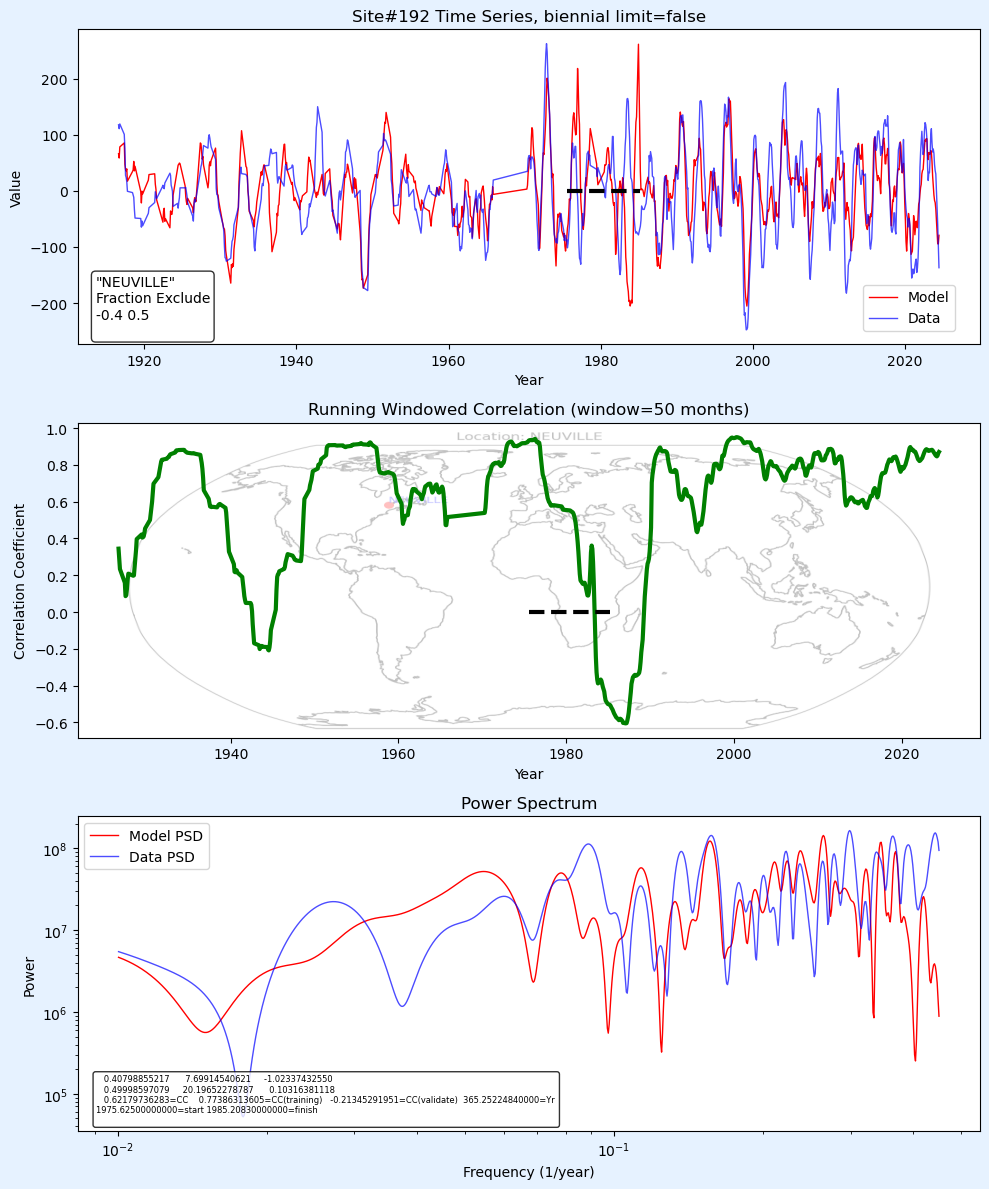 Site#192 Time Series, biennial limit=false
Value
200
100
0
−100
−200
"NEUVILLE"
Fraction Exclude
-0.4 0.5
Model
Data
1920 1940 1960 1980 2000 2020
Year
Running Windowed Correlation (window=50 months)
Location: NEUVILLE
Correlation Coefficient
1.0
0.8
0.6
0.4
0.2
0.0
−0.2
−0.4
−0.6
1940 1960 1980 2000 2020
Year
Power Spectrum
Model PSD
Data PSD
Power
10^8
10^7
10^6
10^5
0.40798855217 7.69914540621 -1.02337432550
0.49998597079 20.19652278787 0.10316381118
0.62179736283=CC 0.77386313605=CC(training) -0.21345291951=CC(validate) 365.25224840000=Yr
1975.62500000000=start 1985.20830000000=finish
10^−2 10^−1
Frequency (1/year)